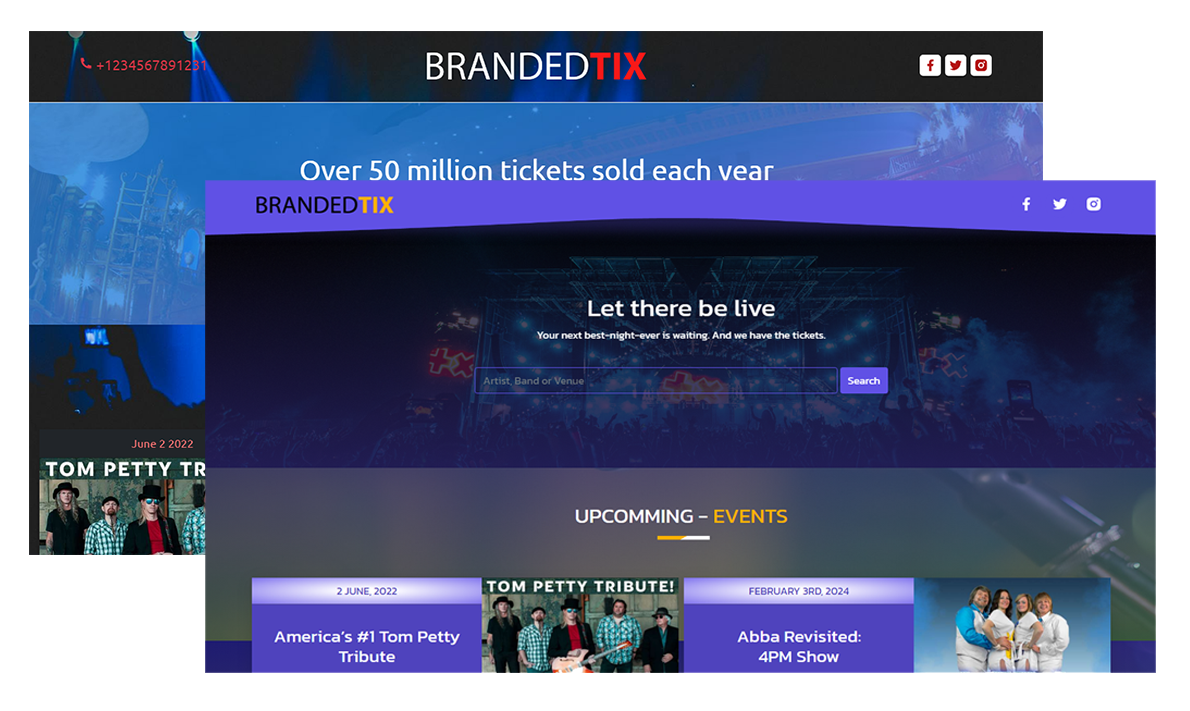 +1234567891231
BRANDEDTIX
Over 50 million tickets sold each year
June 2 2022
TOM PETTY TR
BRANDEDTIX
Let there be live
Your next best-night-ever is waiting. And we have the tickets.
Artist, Band or Venue
Search
UPCOMMING – EVENTS
2 JUNE, 2022
America's #1 Tom Petty
Tribute
TOM PETTY TRIBUTE!
FEBRUARY 3RD, 2024
Abba Revisited:
4PM Show